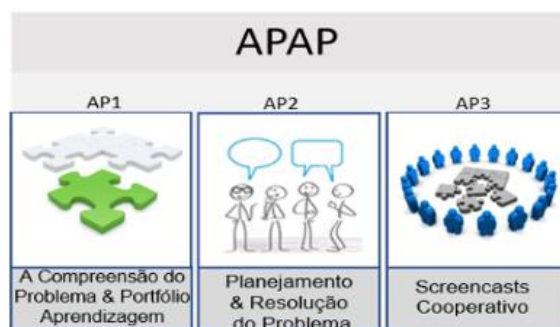 APAP
AP1
AP2
AP3
A Compreensão do
Problema & Portfólio
Aprendizagem
Planejamento
& Resolução
do Problema
Screencasts
Cooperativo